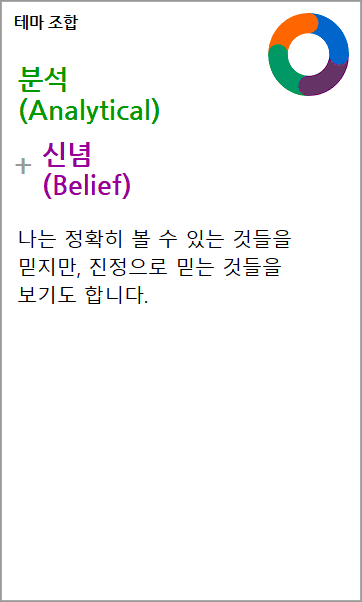 테마 조합
분석
(Analytical)
+ 신념
(Belief)
나는 정확히 볼 수 있는 것들을
믿지만, 진정으로 믿는 것들을
보기도 합니다.